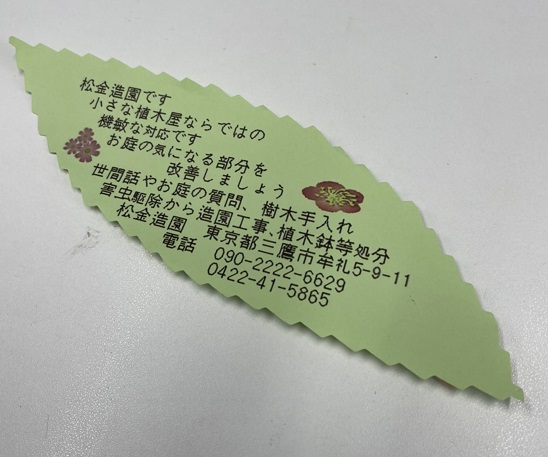 松金造園です
小さな植木屋ならではの
機敏な対応です
お庭の気になる部分を
改善しましょう
世間話やお庭の質問、樹木手入れ
害虫駆除から造園工事、植木鉢等処分
松金造園 東京都三鷹市牟礼5-9-11
電話 090-2222-6629
0422-41-5865